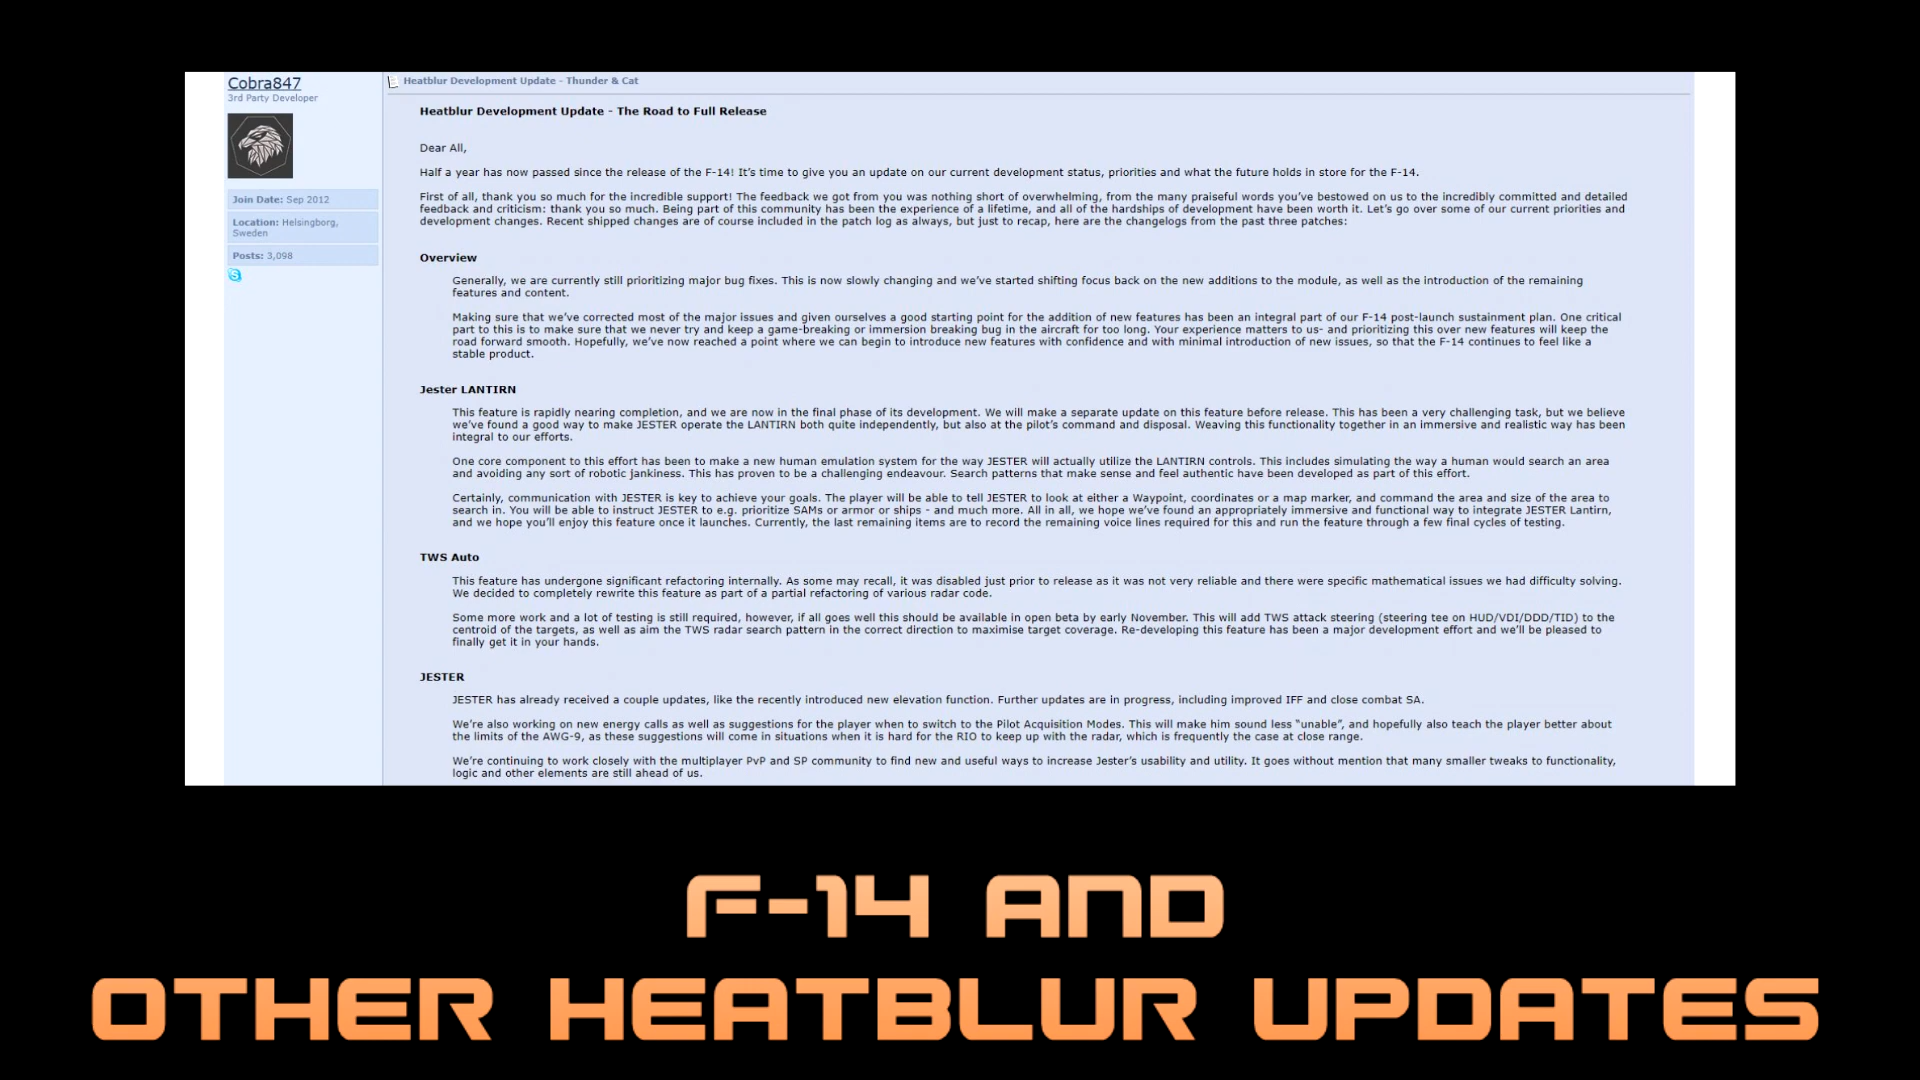 Cobra847
3rd Party Developer
Join Date: Sep 2012
Location: Helsingborg,
Sweden
Posts: 3,098
Heatblur Development Update - Thunder & Cat
Heatblur Development Update - The Road to Full Release
Dear All,
Half a year has now passed since the release of the F-14! It's time to give you an update on our current development status, priorities and what the future holds in store for the F-14.
First of all, thank you so much for the incredible support! The feedback we got from you was nothing short of overwhelming, from the many praiseful words you've bestowed on us to the incredibly committed and detailed
feedback and criticism: thank you so much. Being part of this community has been the experience of a lifetime, and all of the hardships of development have been worth it. Let's go over some of our current priorities and
development changes. Recent shipped changes are of course included in the patch log as always, but just to recap, here are the changelogs from the past three patches:
Overview
Generally, we are currently still prioritizing major bug fixes. This is now slowly changing and we've started shifting focus back on the new additions to the module, as well as the introduction of the remaining
features and content.
Making sure that we've corrected most of the major issues and given ourselves a good starting point for the addition of new features has been an integral part of our F-14 post-launch sustainment plan. One critical
part to this is to make sure that we never try and keep a game-breaking or immersion breaking bug in the aircraft for too long. Your experience matters to us- and prioritizing this over new features will keep the
road forward smooth. Hopefully, we've now reached a point where we can begin to introduce new features with confidence and with minimal introduction of new issues, so that the F-14 continues to feel like a
stable product.
Jester LANTIRN
This feature is rapidly nearing completion, and we are now in the final phase of its development. We will make a separate update on this feature before release. This has been a very challenging task, but we believe
we've found a good way to make JESTER operate the LANTIRN both quite independently, but also at the pilot's command and disposal. Weaving this functionality together in an immersive and realistic way has been
integral to our efforts.
One core component to this effort has been to make a new human emulation system for the way JESTER will actually utilize the LANTIRN controls. This includes simulating the way a human would search an area
and avoiding any sort of robotic jankiness. This has proven to be a challenging endeavour. Search patterns that make sense and feel authentic have been developed as part of this effort.
Certainly, communication with JESTER is key to achieve your goals. The player will be able to tell JESTER to look at either a Waypoint, coordinates or a map marker, and command the area and size of the area to
search in. You will be able to instruct JESTER to e.g. prioritize SAMs or armor or ships - and much more. All in all, we hope we've found an appropriately immersive and functional way to integrate JESTER Lantirn,
and we hope you'll enjoy this feature once it launches. Currently, the last remaining items are to record the remaining voice lines required for this and run the feature through a few final cycles of testing.
TWS Auto
This feature has undergone significant refactoring internally. As some may recall, it was disabled just prior to release as it was not very reliable and there were specific mathematical issues we had difficulty solving.
We decided to completely rewrite this feature as part of a partial refactoring of various radar code.
Some more work and a lot of testing is still required, however, if all goes well this should be available in open beta by early November. This will add TWS attack steering (steering tee on HUD/VDI/DDD/TID) to the
centroid of the targets, as well as aim the TWS radar search pattern in the correct direction to maximise target coverage. Re-developing this feature has been a major development effort and we'll be pleased to
finally get it in your hands.
JESTER
JESTER has already received a couple updates, like the recently introduced new elevation function. Further updates are in progress, including improved IFF and close combat SA.
We're also working on new energy calls as well as suggestions for the player when to switch to the Pilot Acquisition Modes. This will make him sound less "unable", and hopefully also teach the player better about
the limits of the AWG-9, as these suggestions will come in situations when it is hard for the RIO to keep up with the radar, which is frequently the case at close range.
We're continuing to work closely with the multiplayer PvP and SP community to find new and useful ways to increase Jester's usability and utility. It goes without mention that many smaller tweaks to functionality,
logic and other elements are still ahead of us.
F-14 AND
OTHER HEATBLUR UPDATES